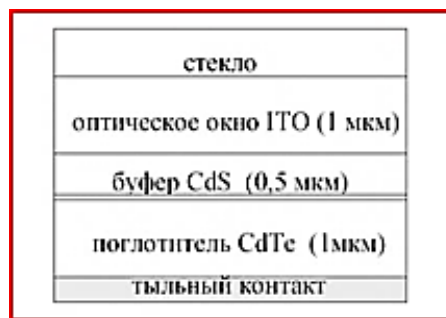 стекло
оптическое окно ITO (1 мкм)
буфер CdS (0,5 мкм)
поглотитель CdTe (1мкм)
тыльный контакт